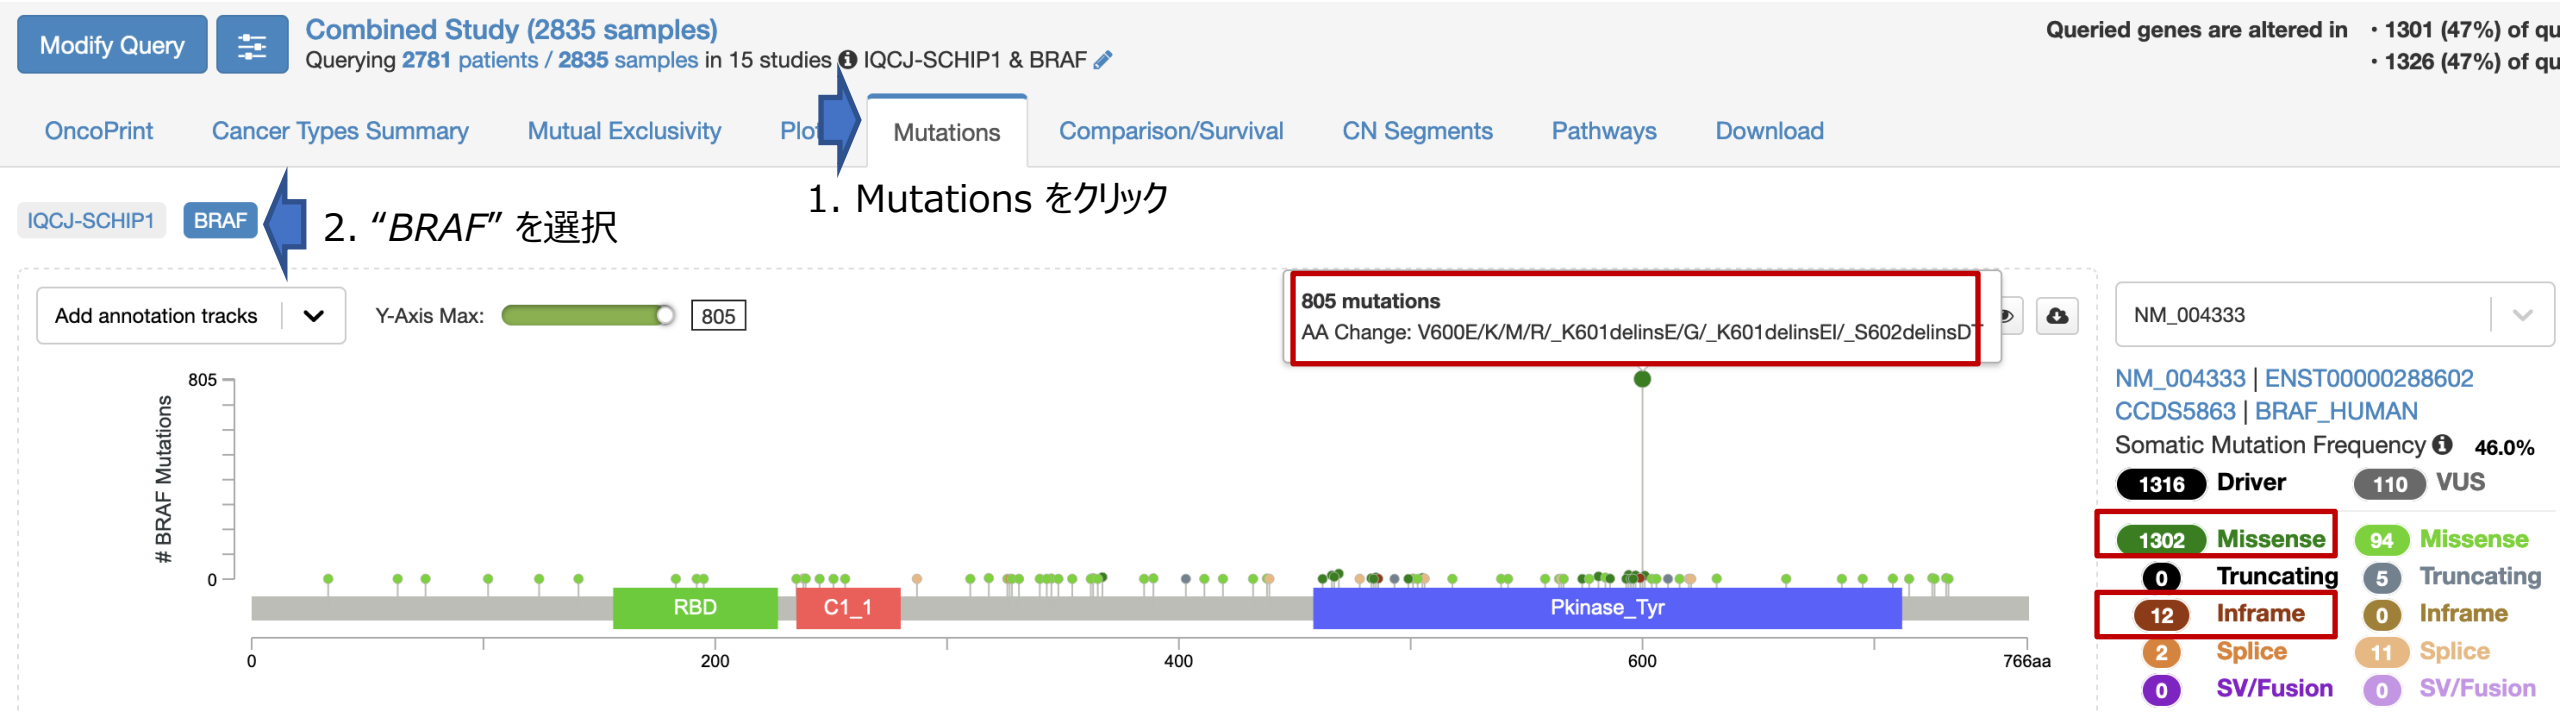 Modify Query
Combined Study (2835 samples)
Querying 2781 patients / 2835 samples in 15 studies IQCJ-SCHIP1 & BRAF
Queried genes are altered in
• 1301 (47%) of qu
• 1326 (47%) of qu
OncoPrint Cancer Types Summary Mutual Exclusivity Plot Mutations Comparison/Survival CN Segments Pathways Download
1. Mutations をクリック
IQCJ-SCHIP1 BRAF
2. “BRAF” を選択
Add annotation tracks
Y-Axis Max: 805
805 mutations
AA Change: V600E/K/M/R/_K601delinsE/G/_K601delinsEI/_S602delinsDT
NM_004333
NM_004333 | ENST00000288602
CCDS5863 | BRAF_HUMAN
Somatic Mutation Frequency 46.0%
1316 Driver 110 VUS
1302 Missense 94 Missense
0 Truncating 5 Truncating
12 Inframe 0 Inframe
2 Splice 11 Splice
0 SV/Fusion 0 SV/Fusion
# BRAF Mutations
805
0
RBD C1_1 Pkinase_Tyr
0 200 400 600 766aa